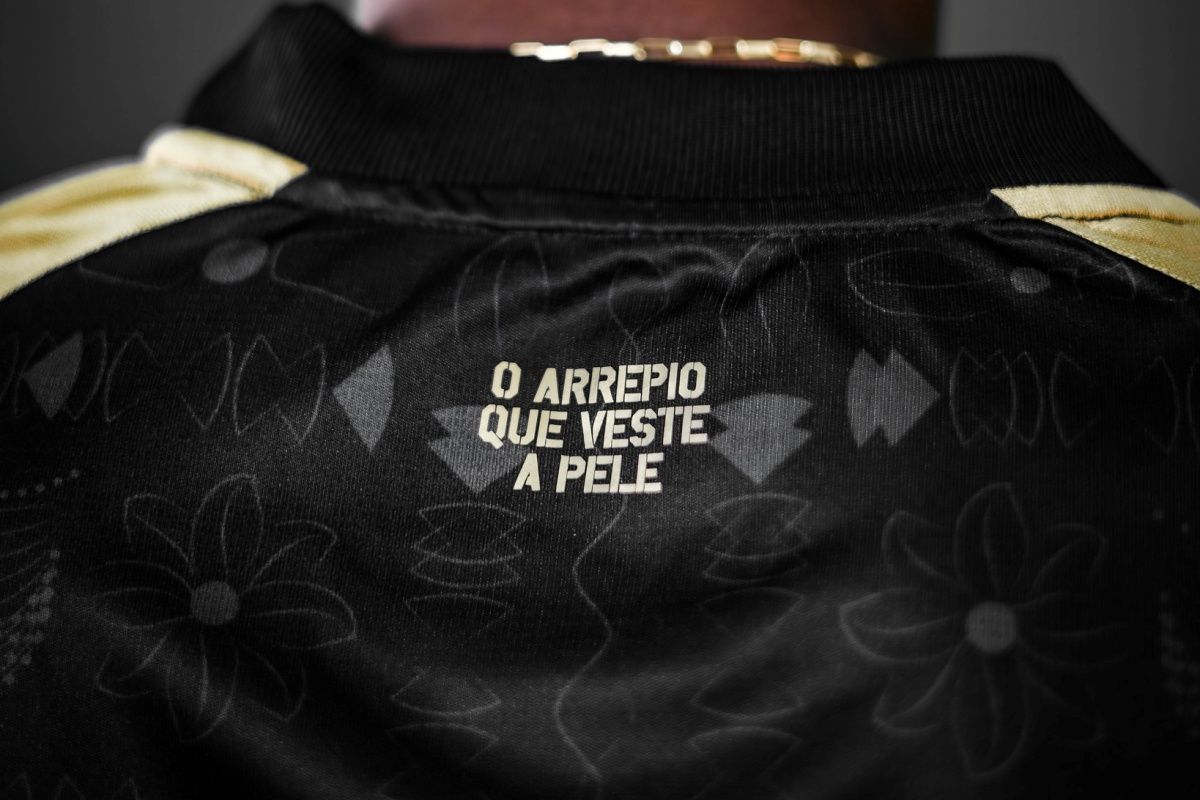 O ARREPIO
QUE VESTE
A PELE